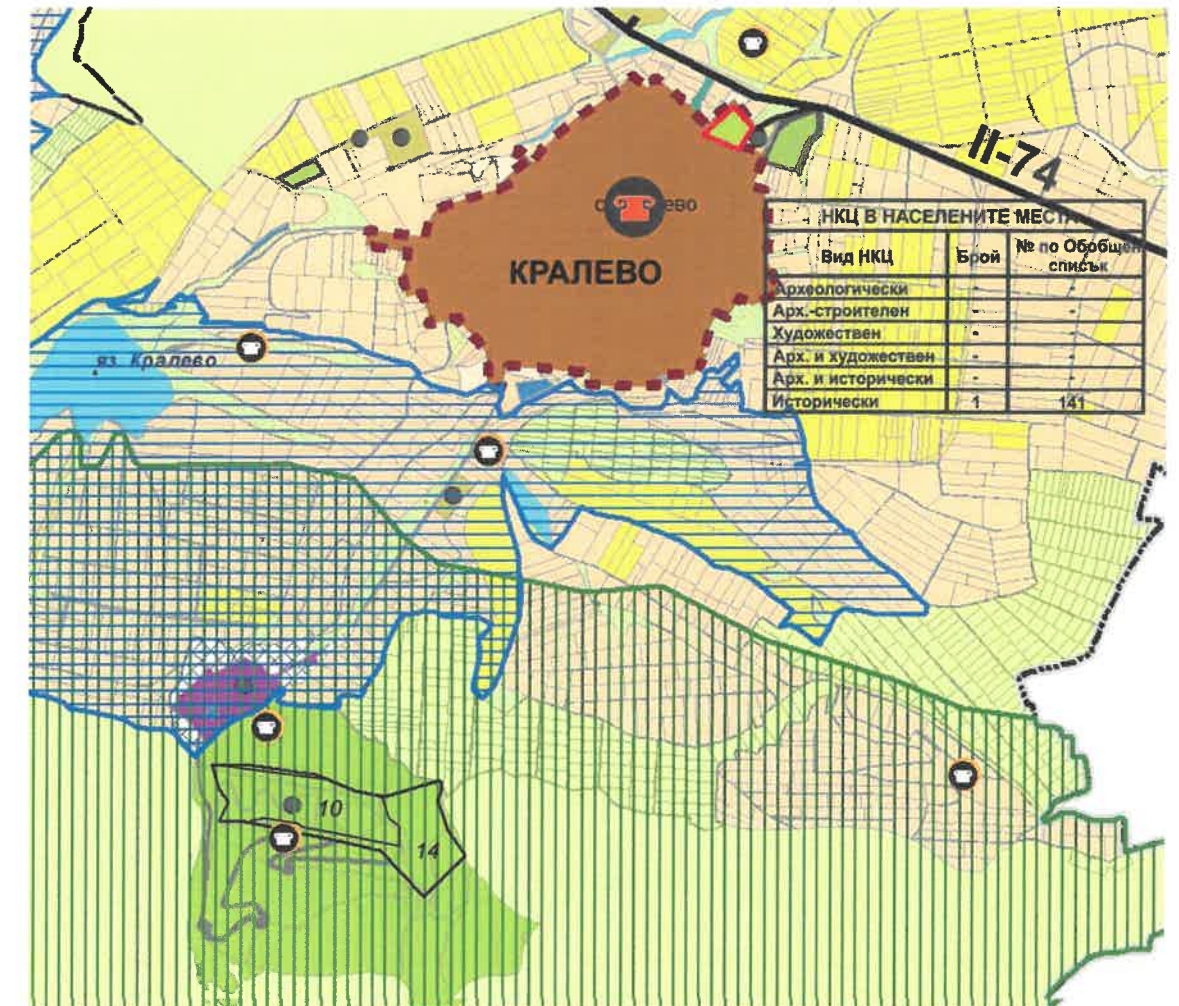 II-74
КРАЛЕВО
НКЦ В НАСЕЛЕНИТЕ МЕСТА
Вид НКЦ Брой № по Обобщен списък
Археологически - -
Арх.-строителен - -
Художествен - -
Арх. и художествен - -
Арх. и исторически - -
Исторически 1 141
яз. Кралево
10
14